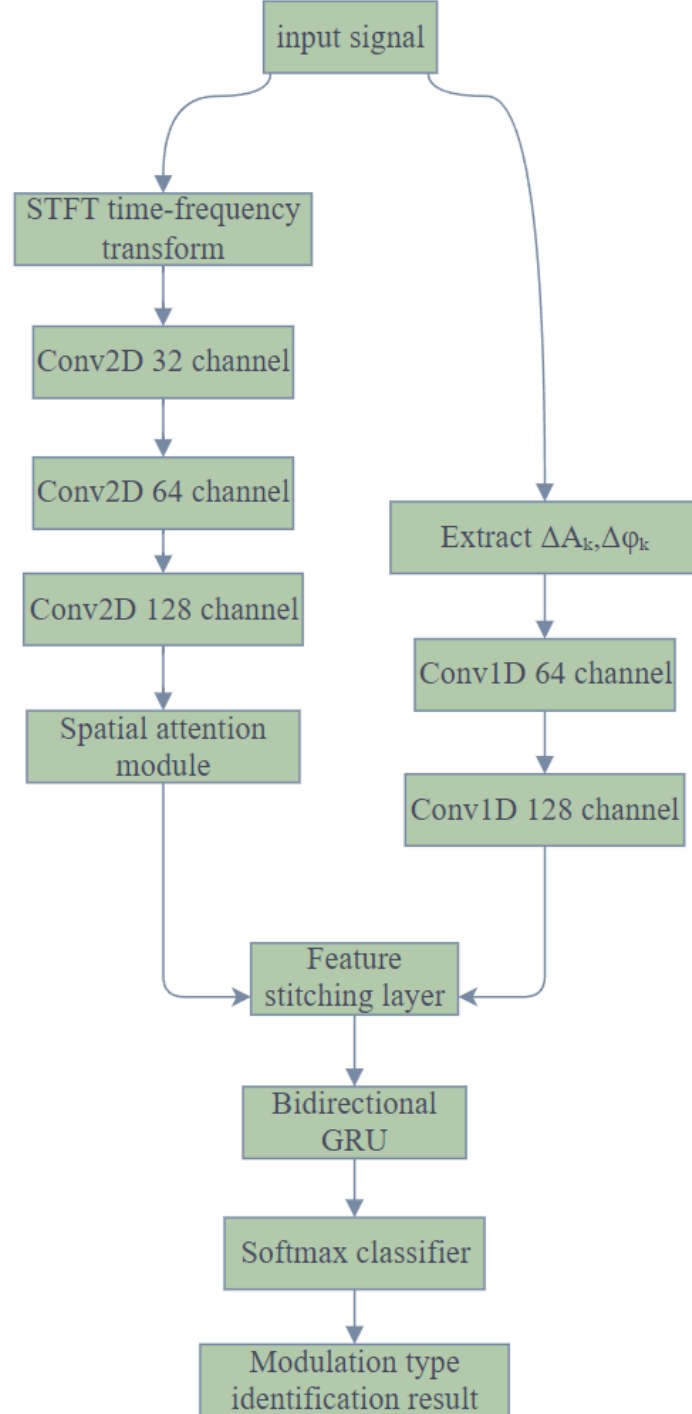 input signal
STFT time-frequency
transform
Conv2D 32 channel
Conv2D 64 channel
Conv2D 128 channel
Spatial attention
module
Extract ΔAₖ,Δφₖ
Conv1D 64 channel
Conv1D 128 channel
Feature
stitching layer
Bidirectional
GRU
Softmax classifier
Modulation type
identification result